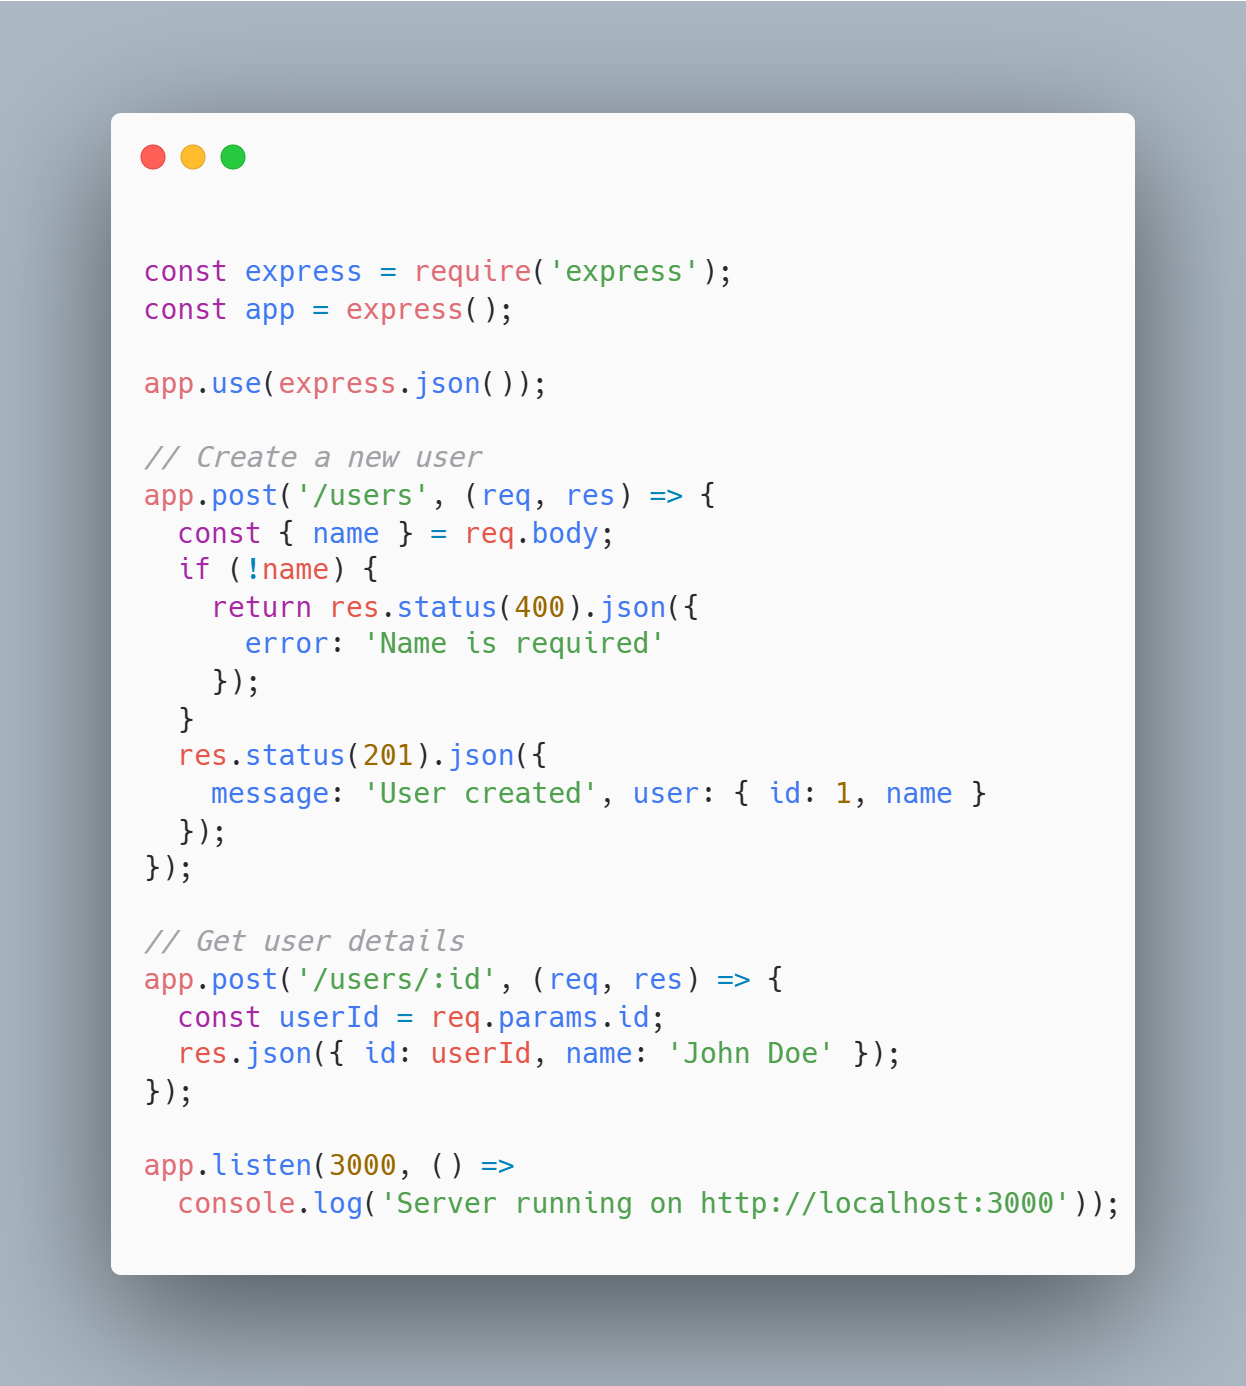 const express = require('express');
const app = express();

app.use(express.json());

// Create a new user
app.post('/users', (req, res) => {
  const { name } = req.body;
  if (!name) {
    return res.status(400).json({
      error: 'Name is required'
    });
  }
  res.status(201).json({
    message: 'User created', user: { id: 1, name }
  });
});

// Get user details
app.post('/users/:id', (req, res) => {
  const userId = req.params.id;
  res.json({ id: userId, name: 'John Doe' });
});

app.listen(3000, () =>
  console.log('Server running on http://localhost:3000'));